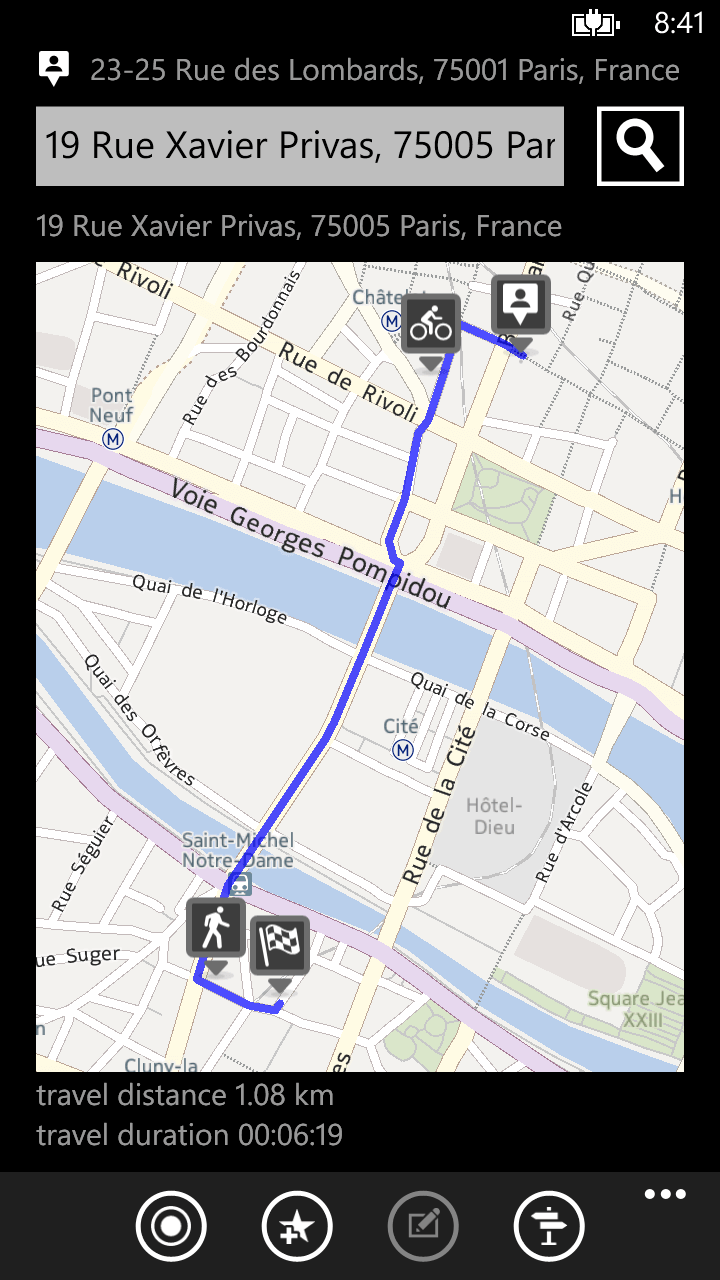 8:41
23-25 Rue des Lombards, 75001 Paris, France
19 Rue Xavier Privas, 75005 Par
19 Rue Xavier Privas, 75005 Paris, France
Rivoli
Châtel
M
Rue des Bourdonnais
Rue de Rivoli
Pont
Neuf
M
Voie Georges Pompidou
Quai de l'Horloge
Quai des Orfèvres
Quai de la Corse
Cité
M
Rue de la Cité
Hôtel-
Dieu
Rue d'Arcole
Saint-Michel
Notre-Dame
Rue Séguier
ue Suger
Square Jea
XXIII
Cluny-la
travel distance 1.08 km
travel duration 00:06:19